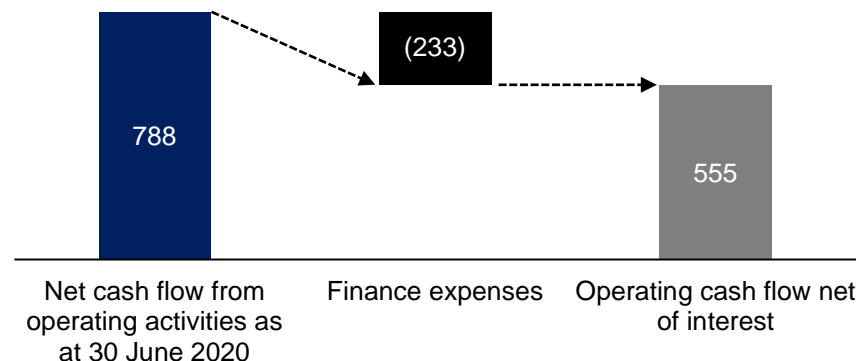 (233)
788
555
Net cash flow from
operating activities as
at 30 June 2020
Finance expenses
Operating cash flow net
of interest